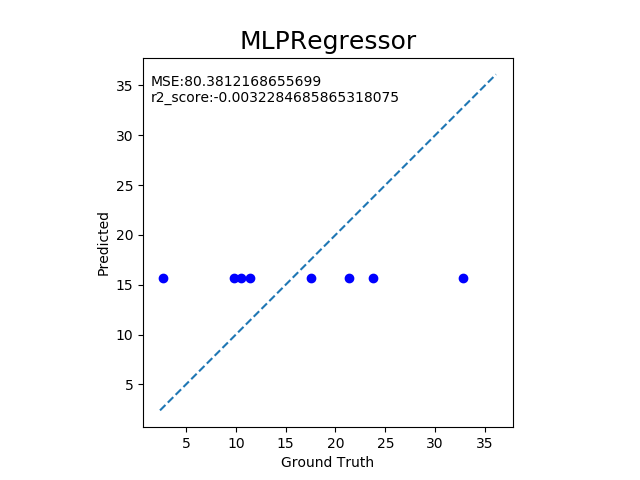 MLPRegressor
MSE:80.3812168655699
r2_score:-0.0032284685865318075
35
30
25
20
15
10
5
Predicted
5 10 15 20 25 30 35
Ground Truth